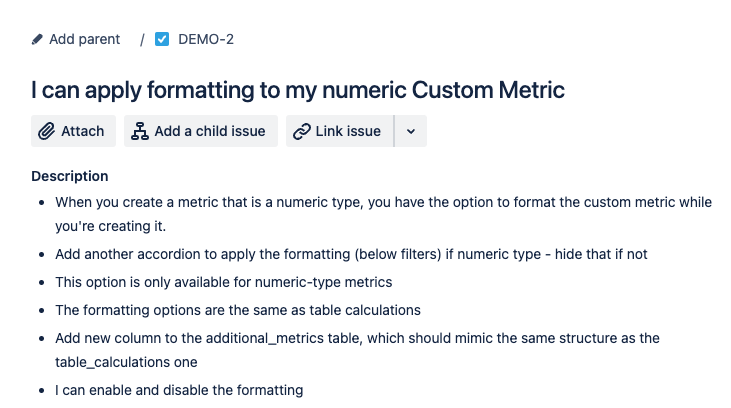 Add parent / DEMO-2
I can apply formatting to my numeric Custom Metric
Attach Add a child issue Link issue
Description
• When you create a metric that is a numeric type, you have the option to format the custom metric while
you're creating it.
• Add another accordion to apply the formatting (below filters) if numeric type - hide that if not
• This option is only available for numeric-type metrics
• The formatting options are the same as table calculations
• Add new column to the additional_metrics table, which should mimic the same structure as the
table_calculations one
• I can enable and disable the formatting